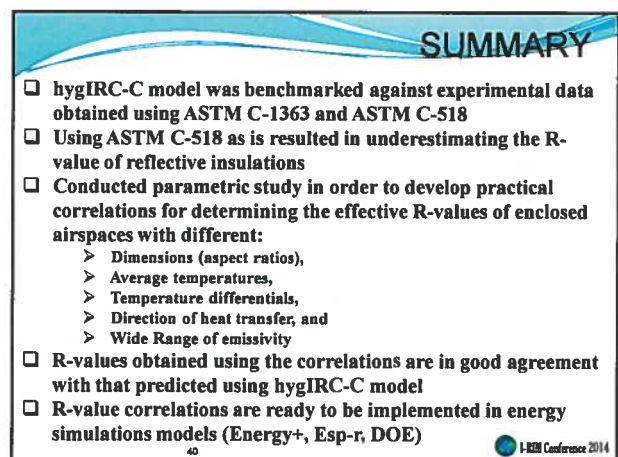 SUMMARY
❑ hygIRC-C model was benchmarked against experimental data
obtained using ASTM C-1363 and ASTM C-518
❑ Using ASTM C-518 as is resulted in underestimating the R-
value of reflective insulations
❑ Conducted parametric study in order to develop practical
correlations for determining the effective R-values of enclosed
airspaces with different:
➢ Dimensions (aspect ratios),
➢ Average temperatures,
➢ Temperature differentials,
➢ Direction of heat transfer, and
➢ Wide Range of emissivity
❑ R-values obtained using the correlations are in good agreement
with that predicted using hygIRC-C model
❑ R-value correlations are ready to be implemented in energy
simulations models (Energy+, Esp-r, DOE)
40
Conference 2014